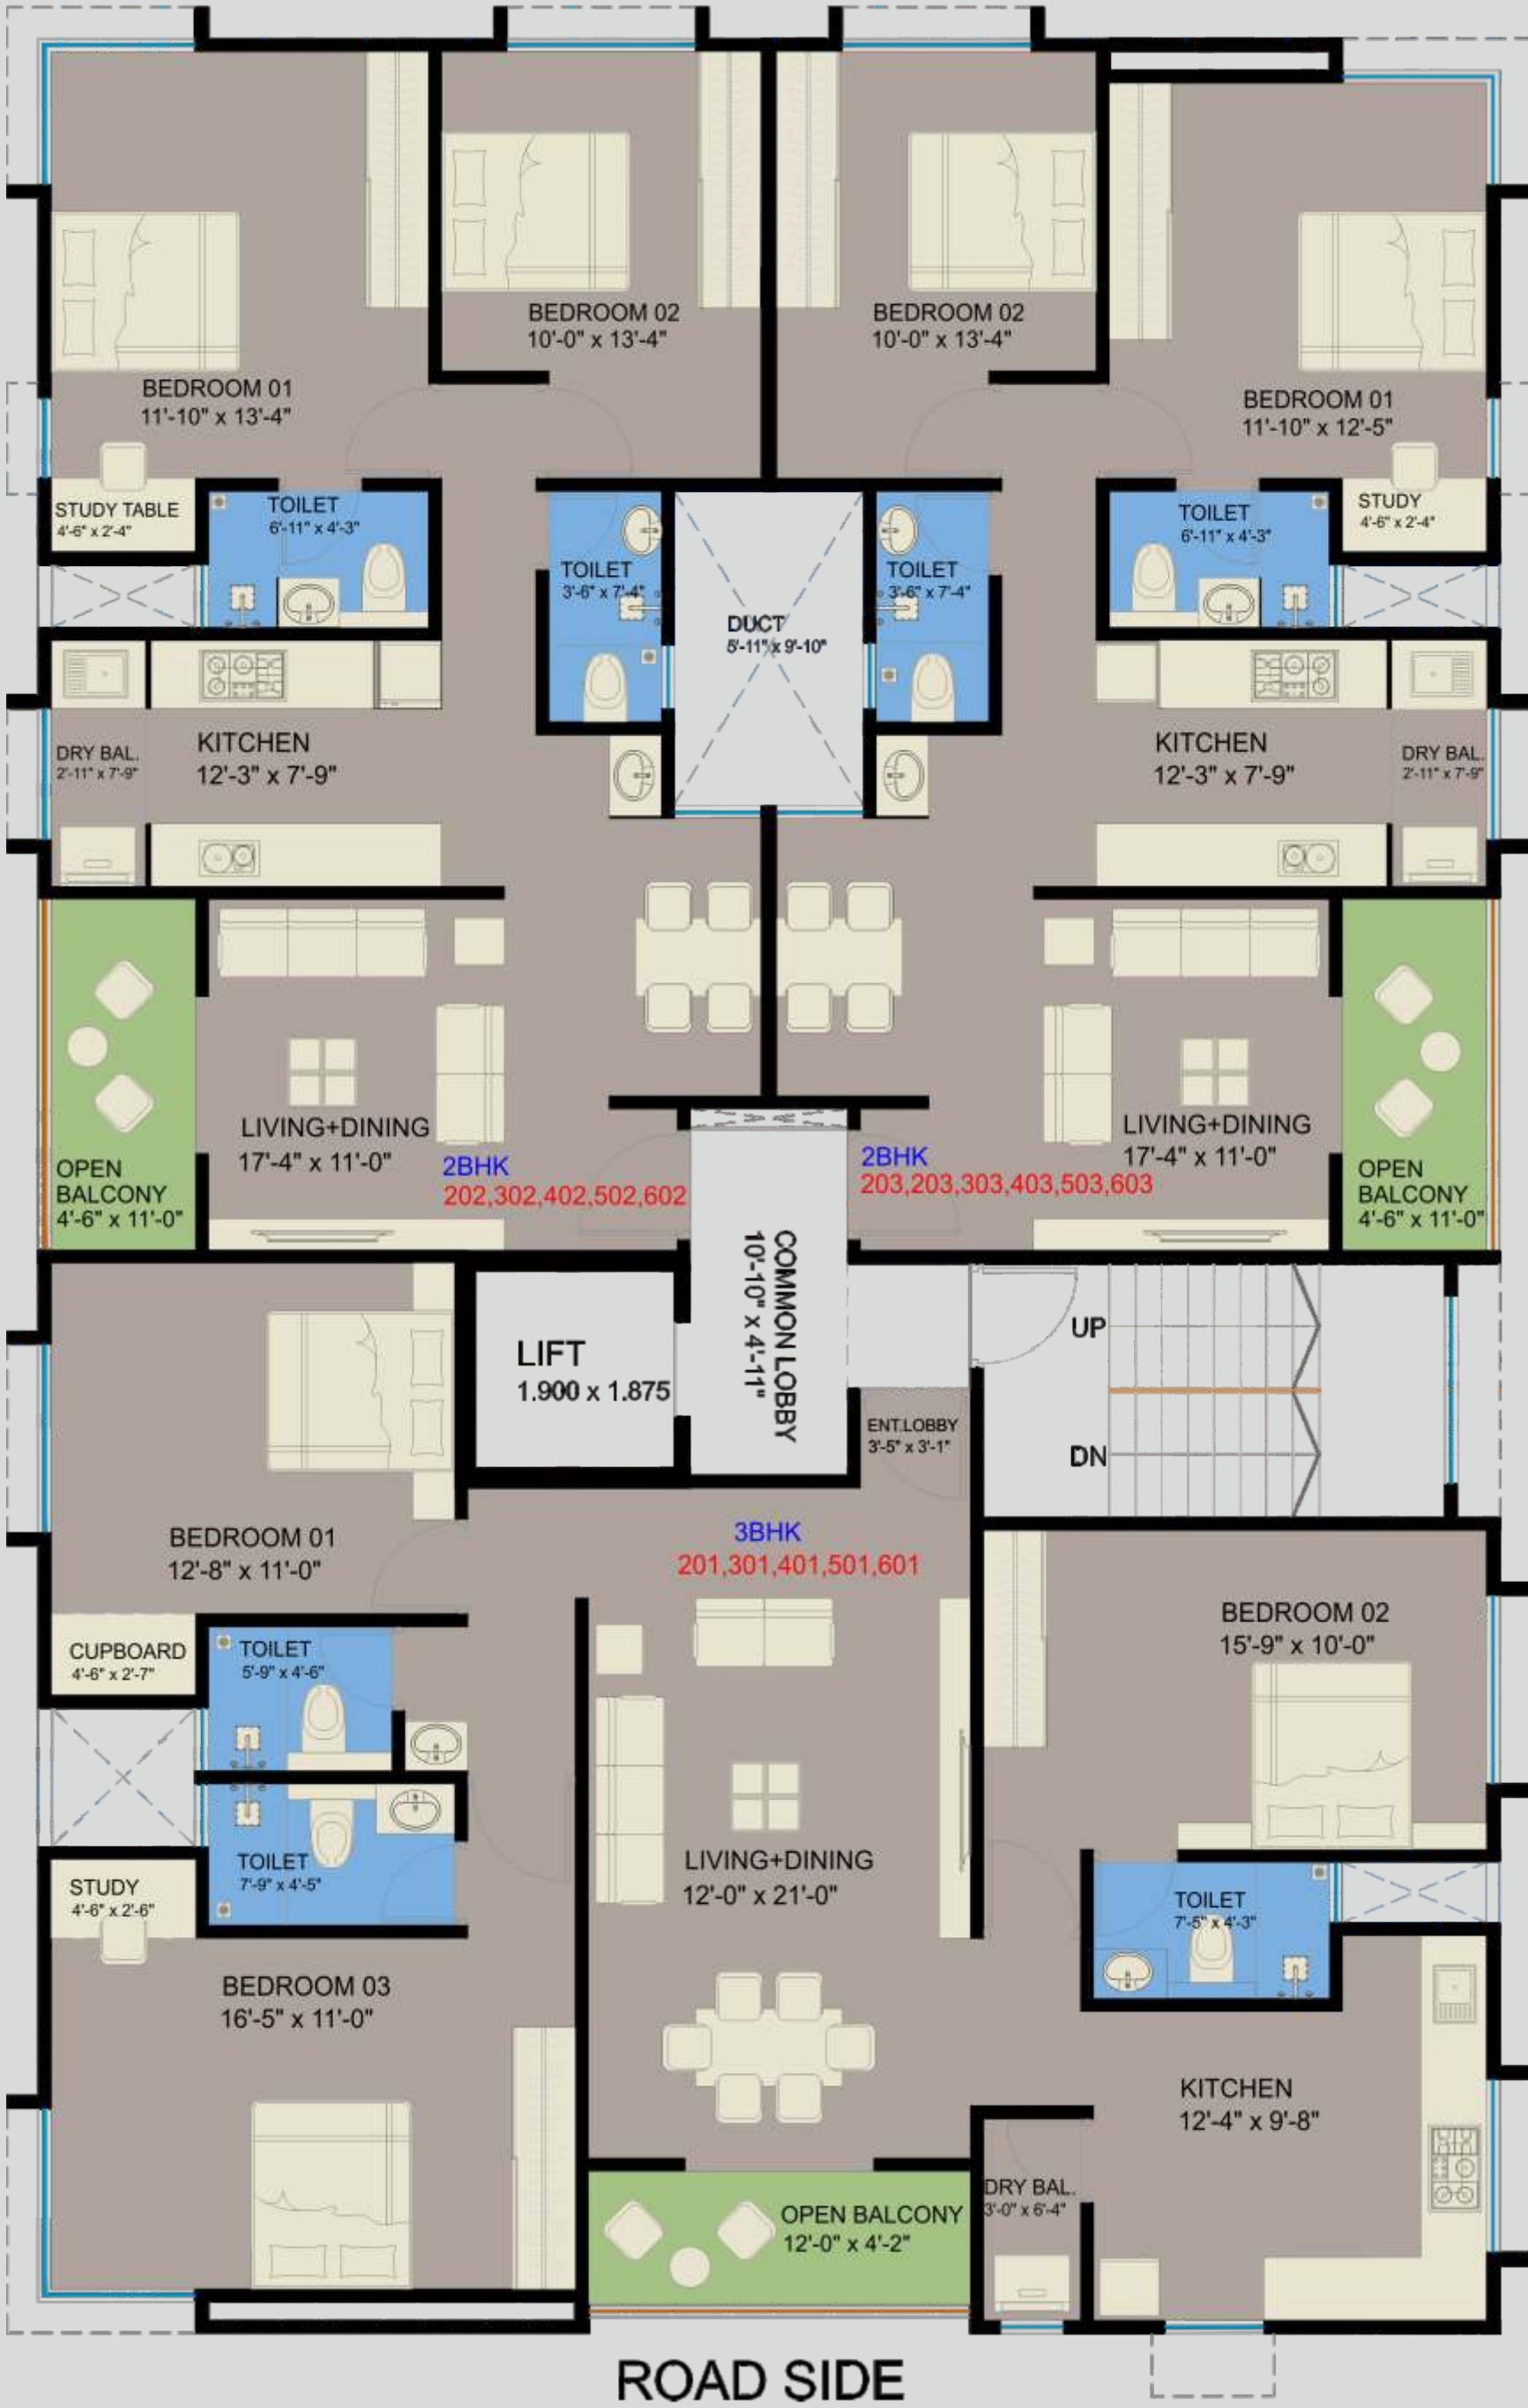 BEDROOM 02
10'-0" x 13'-4"
BEDROOM 02
10'-0" x 13'-4"
BEDROOM 01
11'-10" x 13'-4"
BEDROOM 01
11'-10" x 12'-5"
STUDY TABLE
4'-6" x 2'-4"
TOILET
6'-11" x 4'-3"
TOILET
6'-11" x 4'-3"
STUDY
4'-6" x 2'-4"
TOILET
3'-6" x 7'-4"
TOILET
3'-6" x 7'-4"
DUCT
5'-11" x 9'-10"
DRY BAL.
2'-11" x 7'-9"
KITCHEN
12'-3" x 7'-9"
KITCHEN
12'-3" x 7'-9"
DRY BAL.
2'-11" x 7'-9"
LIVING+DINING
17'-4" x 11'-0"
LIVING+DINING
17'-4" x 11'-0"
OPEN
BALCONY
4'-6" x 11'-0"
2BHK
202,302,402,502,602
2BHK
203,203,303,403,503,603
OPEN
BALCONY
4'-6" x 11'-0"
COMMON LOBBY
10'-10" x 4'-11"
LIFT
1.900 x 1.875
UP
DN
ENT.LOBBY
3'-5" x 3'-1"
BEDROOM 01
12'-8" x 11'-0"
3BHK
201,301,401,501,601
BEDROOM 02
15'-9" x 10'-0"
CUPBOARD
4'-6" x 2'-7"
TOILET
5'-9" x 4'-6"
TOILET
7'-9" x 4'-5"
STUDY
4'-6" x 2'-6"
LIVING+DINING
12'-0" x 21'-0"
TOILET
7'-5" x 4'-3"
BEDROOM 03
16'-5" x 11'-0"
KITCHEN
12'-4" x 9'-8"
DRY BAL.
3'-0" x 6'-4"
OPEN BALCONY
12'-0" x 4'-2"
ROAD SIDE